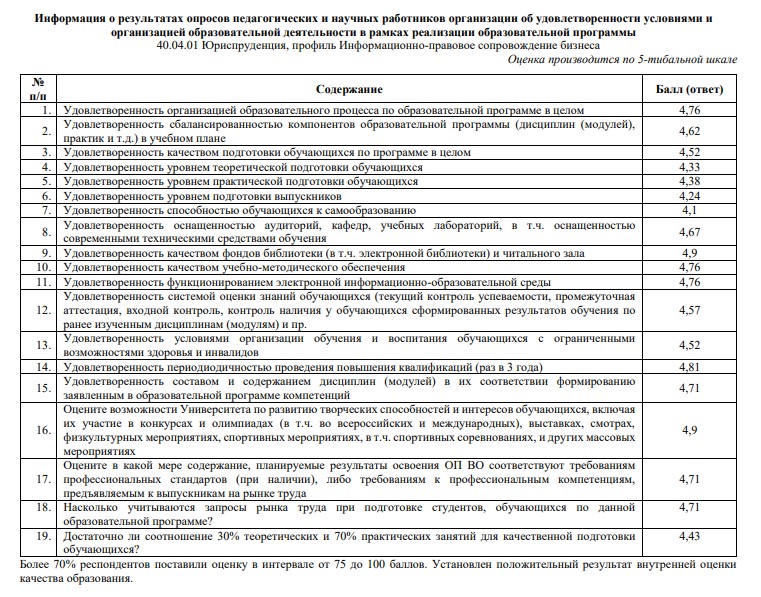 Информация о результатах опросов педагогических и научных работников организации об удовлетворенности условиями и
организацией образовательной деятельности в рамках реализации образовательной программы
40.04.01 Юриспруденция, профиль Информационно-правовое сопровождение бизнеса
Оценка производится по 5-тибальной шкале
№ п/п Содержание Балл (ответ)
1. Удовлетворенность организацией образовательного процесса по образовательной программе в целом 4,76
2. Удовлетворенность сбалансированностью компонентов образовательной программы (дисциплин (модулей),
практик и т.д.) в учебном плане 4,62
3. Удовлетворенность качеством подготовки обучающихся по программе в целом 4,52
4. Удовлетворенность уровнем теоретической подготовки обучающихся 4,33
5. Удовлетворенность уровнем практической подготовки обучающихся 4,38
6. Удовлетворенность уровнем подготовки выпускников 4,24
7. Удовлетворенность способностью обучающихся к самообразованию 4,1
8. Удовлетворенность оснащенностью аудиторий, кафедр, учебных лабораторий, в т.ч. оснащенностью
современными техническими средствами обучения 4,67
9. Удовлетворенность качеством фондов библиотеки (в т.ч. электронной библиотеки) и читального зала 4,9
10. Удовлетворенность качеством учебно-методического обеспечения 4,76
11. Удовлетворенность функционированием электронной информационно-образовательной среды 4,76
12. Удовлетворенность системой оценки знаний обучающихся (текущий контроль успеваемости, промежуточная
аттестация, входной контроль, контроль наличия у обучающихся сформированных результатов обучения по
ранее изученным дисциплинам (модулям) и пр. 4,57
13. Удовлетворенность условиями организации обучения и воспитания обучающихся с ограниченными
возможностями здоровья и инвалидов 4,52
14. Удовлетворенность периодиодичностью проведения повышения квалификаций (раз в 3 года) 4,81
15. Удовлетворенность составом и содержанием дисциплин (модулей) в их соответствии формированию
заявленным в образовательной программе компетенций 4,71
16. Оцените возможности Университета по развитию творческих способностей и интересов обучающихся, включая
их участие в конкурсах и олимпиадах (в т.ч. во всероссийских и международных), выставках, смотрах,
физкультурных мероприятиях, спортивных мероприятиях, в т.ч. спортивных соревнованиях, и других массовых
мероприятиях 4,9
17. Оцените в какой мере содержание, планируемые результаты освоения ОП ВО соответствуют требованиям
профессиональных стандартов (при наличии), либо требованиям к профессиональным компетенциям,
предъявляемым к выпускникам на рынке труда 4,71
18. Насколько учитываются запросы рынка труда при подготовке студентов, обучающихся по данной
образовательной программе? 4,71
19. Достаточно ли соотношение 30% теоретических и 70% практических занятий для качественной подготовки
обучающихся? 4,43
Более 70% респондентов поставили оценку в интервале от 75 до 100 баллов. Установлен положительный результат внутренней оценки
качества образования.